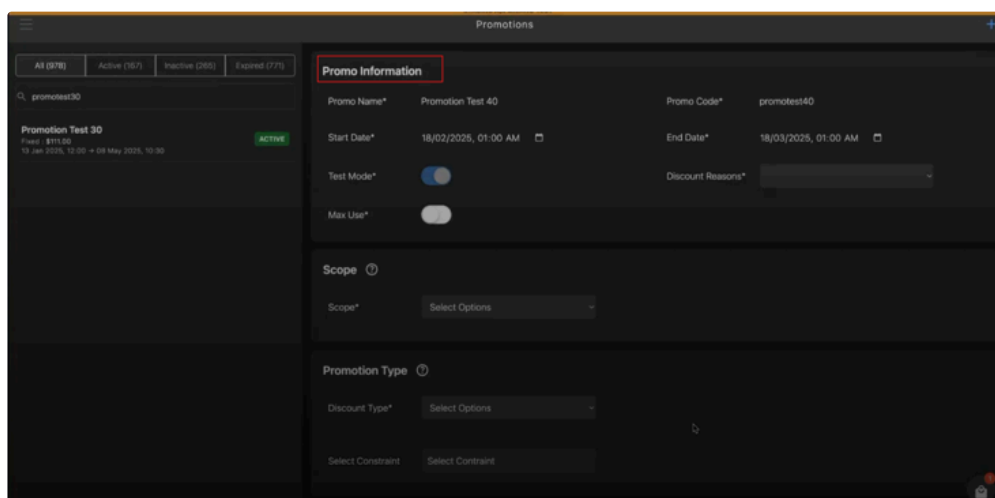 Promotions
All (978) Active (167) Inactive (265) Expired (771)
promotest30
Promotion Test 30
Fixed : $111.00
13 Jan 2025, 12:00 → 09 May 2025, 10:30
ACTIVE
Promo Information
Promo Name* Promotion Test 40 Promo Code* promotest40
Start Date* 18/02/2025, 01:00 AM End Date* 18/03/2025, 01:00 AM
Test Mode* Discount Reasons*
Max Use*
Scope
Scope* Select Options
Promotion Type
Discount Type* Select Options
Select Constraint Select Contraint